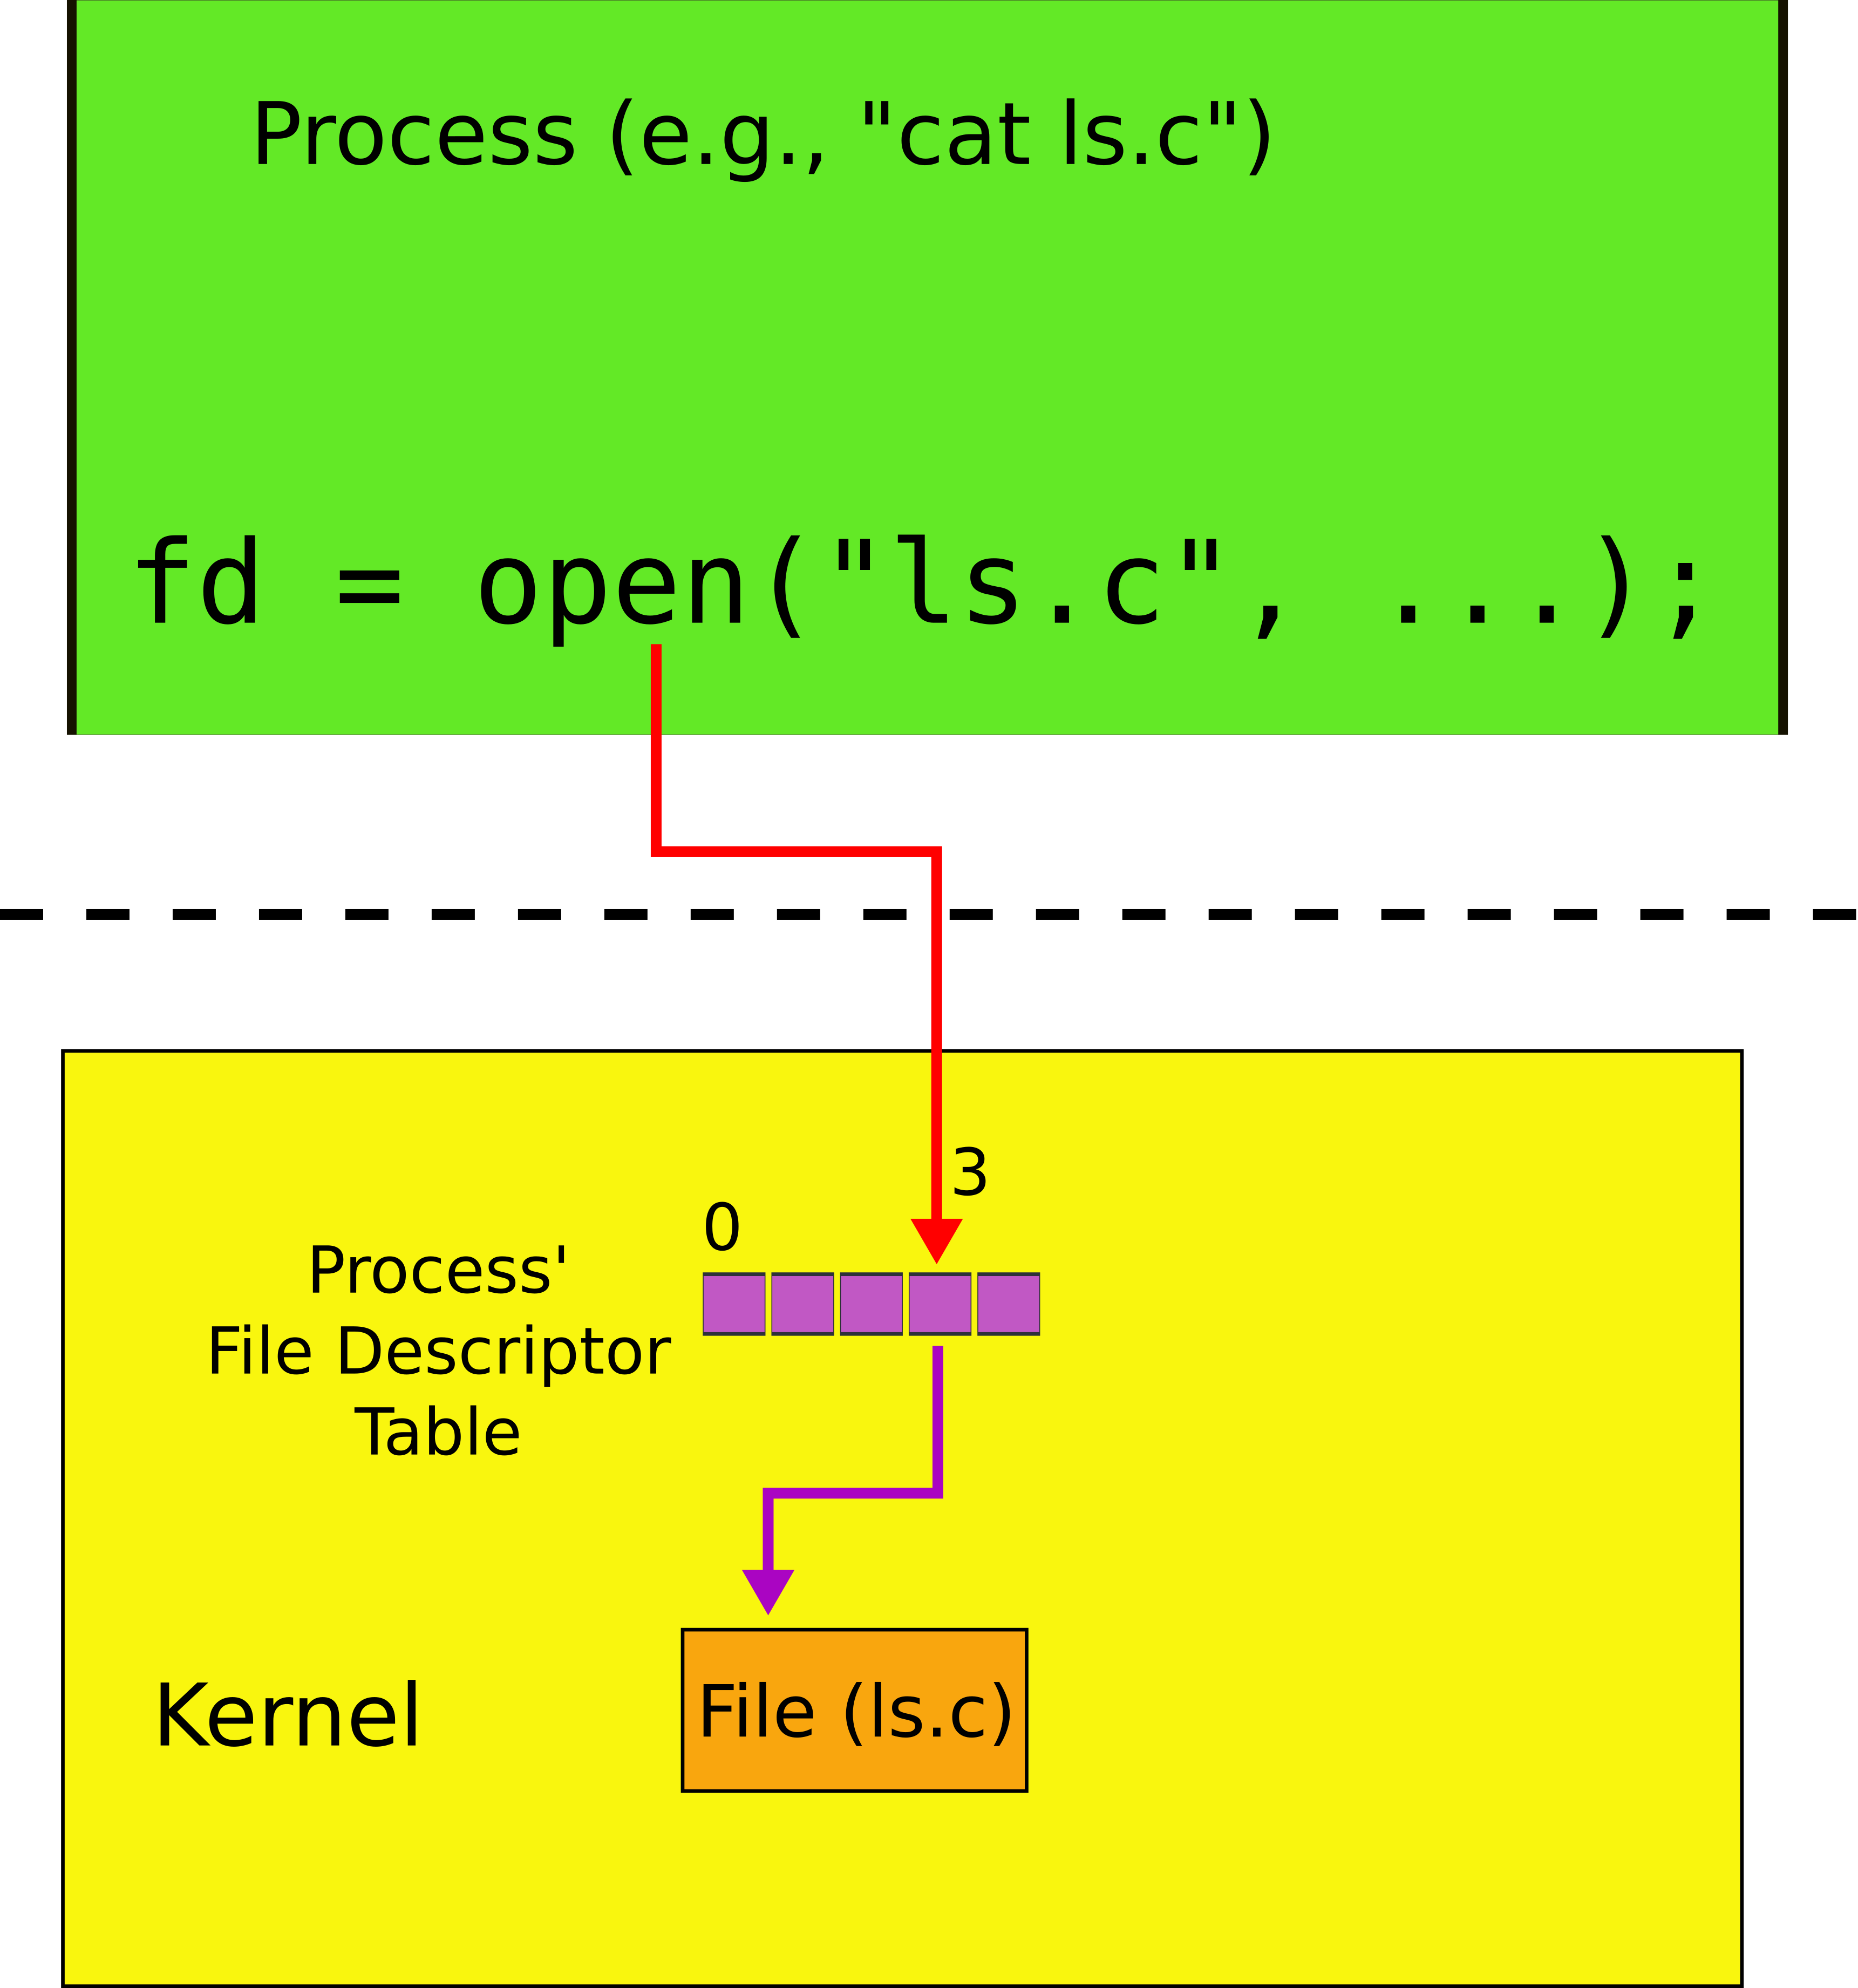 Process (e.g., "cat ls.c")
fd = open("ls.c", ...);
3
0
Process'
File Descriptor
Table
Kernel
File (ls.c)